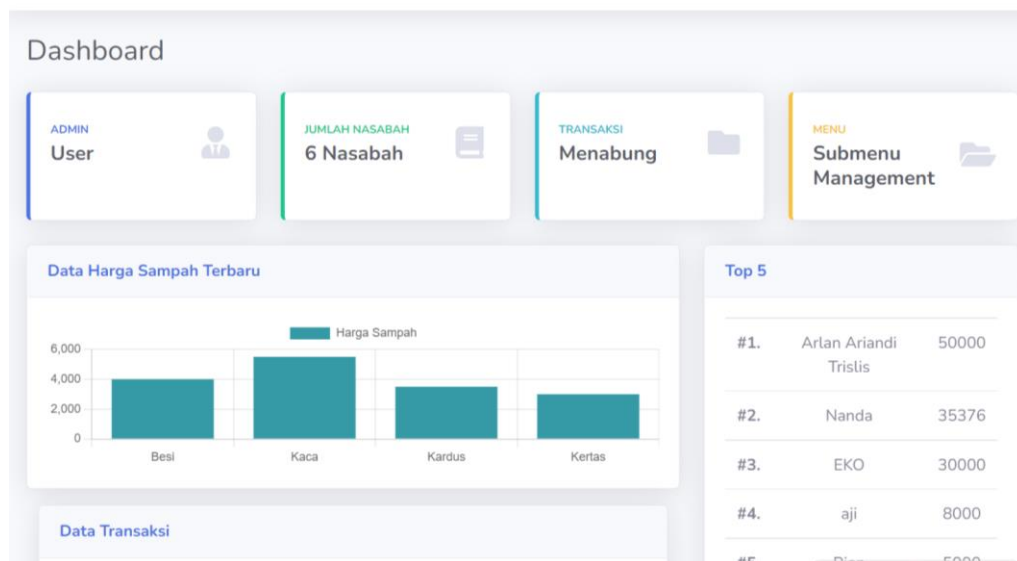 Dashboard
ADMIN
User
JUMLAH NASABAH
6 Nasabah
TRANSAKSI
Menabung
MENU
Submenu
Management
Data Harga Sampah Terbaru
Harga Sampah
6,000
4,000
2,000
0
Besi
Kaca
Kardus
Kertas
Data Transaksi
Top 5
#1. Arlan Ariandi 50000
Trislis
#2. Nanda 35376
#3. EKO 30000
#4. aji 8000